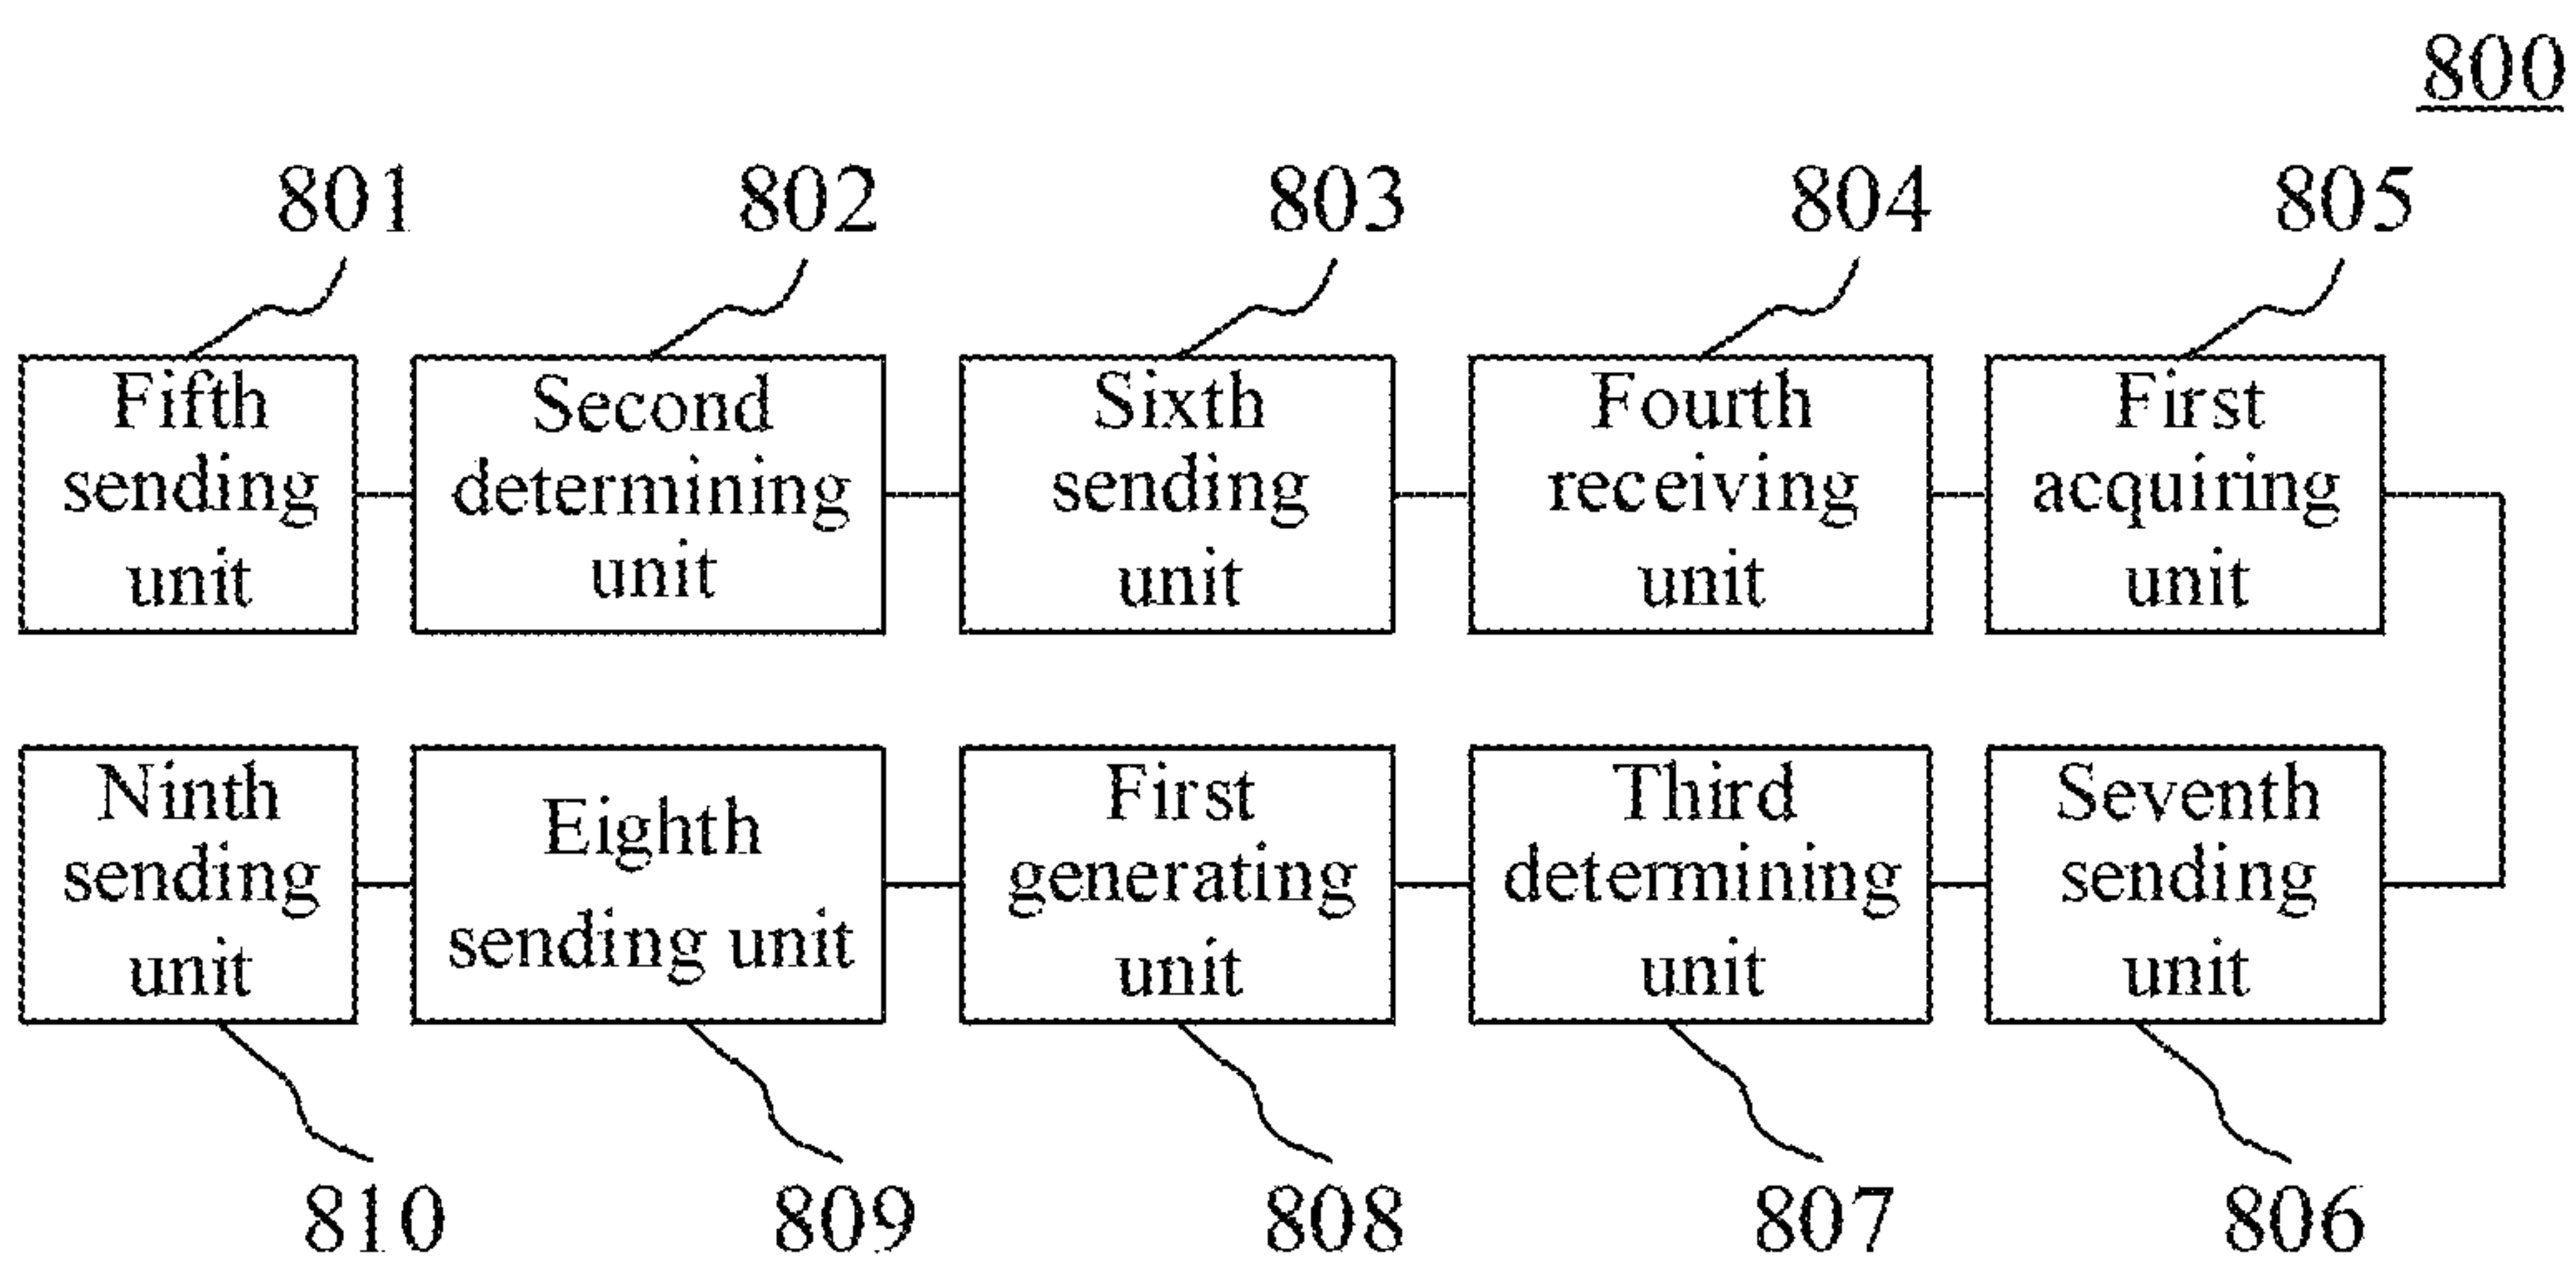 800
801
802
803
804
805
Fifth
sending
unit
Second
determining
unit
Sixth
sending
unit
Fourth
receiving
unit
First
acquiring
unit
Ninth
sending
unit
Eighth
sending unit
First
generating
unit
Third
determining
unit
Seventh
sending
unit
810
809
808
807
806